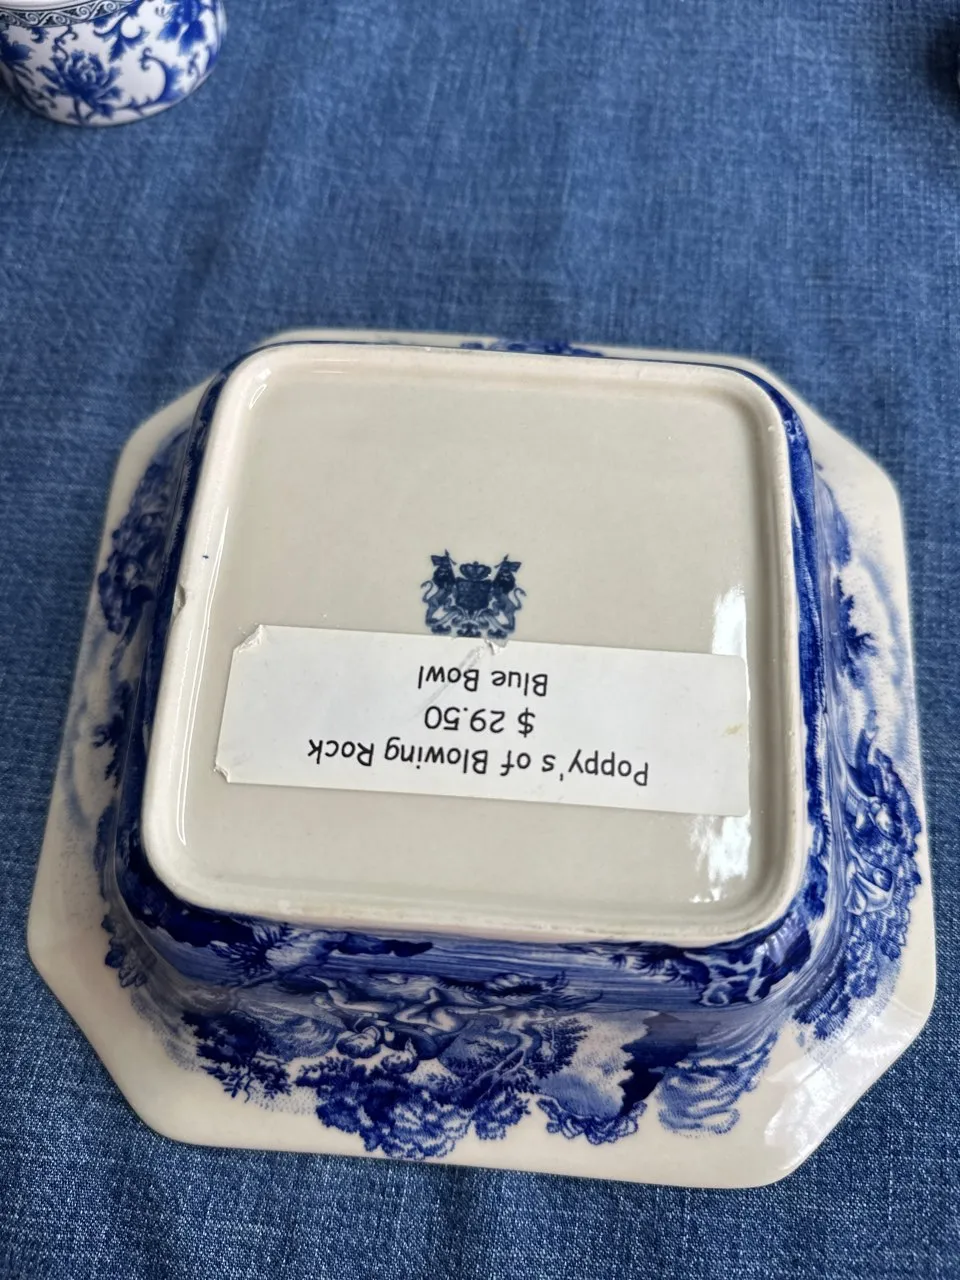 Poppy's of Blowing Rock
$ 29.50
Blue Bowl